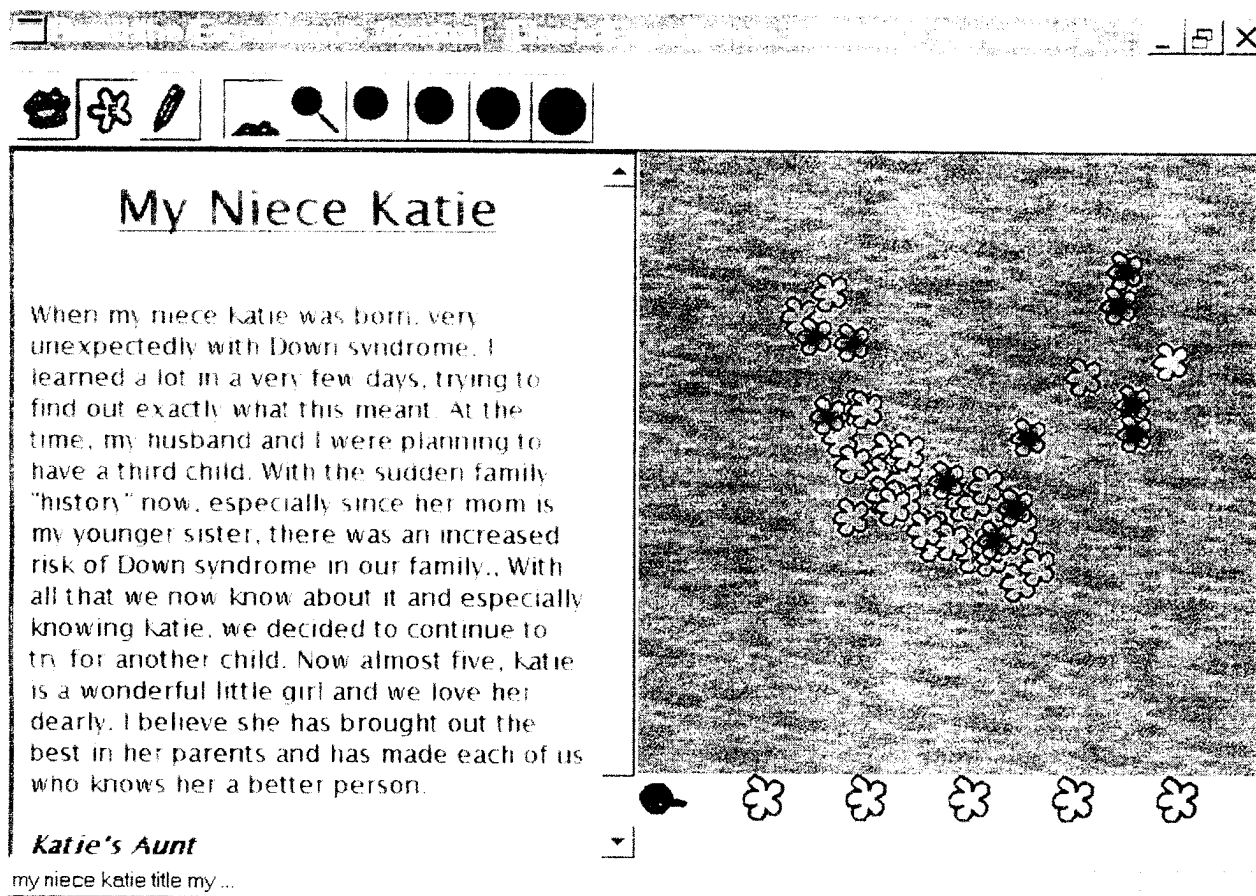 My Niece Katie
When my niece Katie was born, very
unexpectedly with Down syndrome, I
learned a lot in a very few days, trying to
find out exactly what this meant. At the
time, my husband and I were planning to
have a third child. With the sudden family
"history" now, especially since her mom is
my younger sister, there was an increased
risk of Down syndrome in our family.. With
all that we now know about it and especially
knowing Katie, we decided to continue to
try for another child. Now almost five, Katie
is a wonderful little girl and we love her
dearly. I believe she has brought out the
best in her parents and has made each of us
who knows her a better person.
Katie's Aunt
my niece katie title my ...